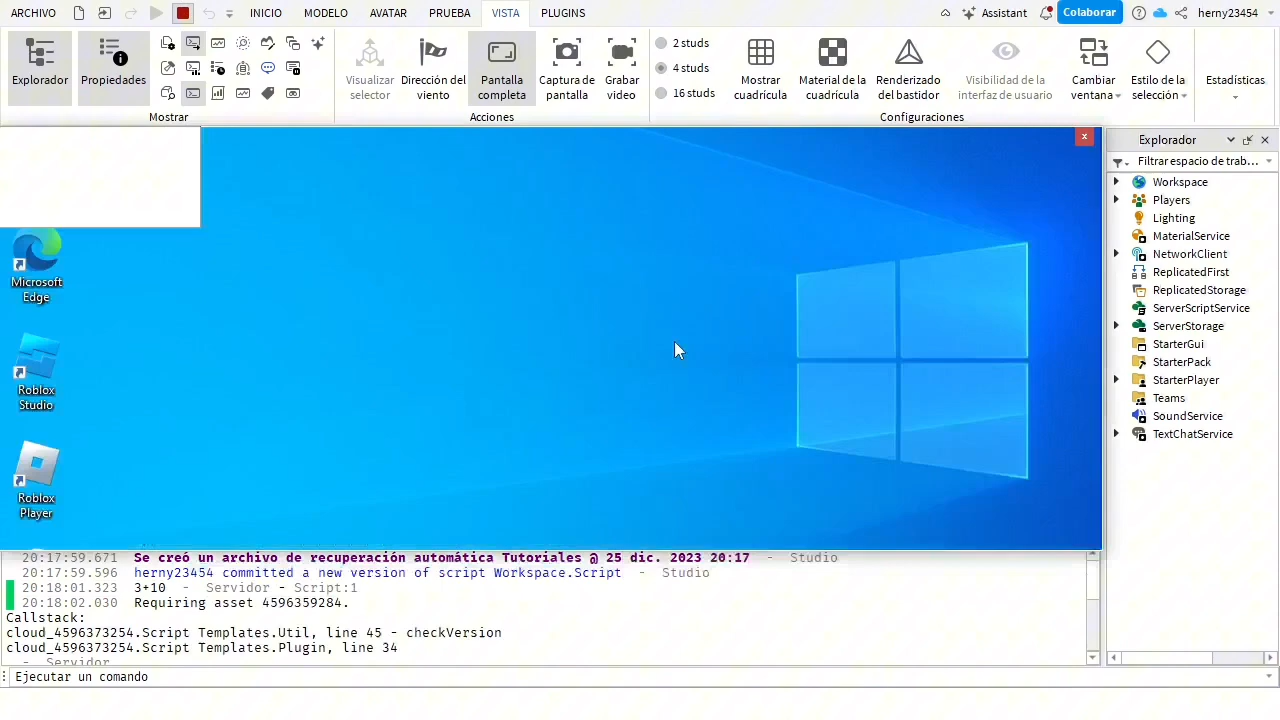 ARCHIVO INICIO MODELO AVATAR PRUEBA VISTA PLUGINS Assistant Colaborar herny23454
Explorador
Propiedades
Mostrar
Visualizar
selector
Dirección del
viento
Pantalla
completa
Captura de
pantalla
Grabar
video
Acciones
2 studs
4 studs
16 studs
Mostrar
cuadrícula
Material de la
cuadrícula
Renderizado
del bastidor
Visibilidad de la
interfaz de usuario
Cambiar
ventana
Estilo de la
selección
Configuraciones
Estadísticas
x
Microsoft
Edge
Roblox
Studio
Roblox
Player
Explorador
Filtrar espacio de trab...
Workspace
Players
Lighting
MaterialService
NetworkClient
ReplicatedFirst
ReplicatedStorage
ServerScriptService
ServerStorage
StarterGui
StarterPack
StarterPlayer
Teams
SoundService
TextChatService
20:17:59.671 Se creó un archivo de recuperación automática Tutoriales @ 25 dic. 2023 20:17 - Studio
20:17:59.596 herny23454 committed a new version of script Workspace.Script - Studio
20:18:01.323 3+10 - Servidor - Script:1
20:18:02.030 Requiring asset 4596359284.
Callstack:
cloud_4596373254.Script Templates.Util, line 45 - checkVersion
cloud_4596373254.Script Templates.Plugin, line 34
- Servidor
Ejecutar un comando